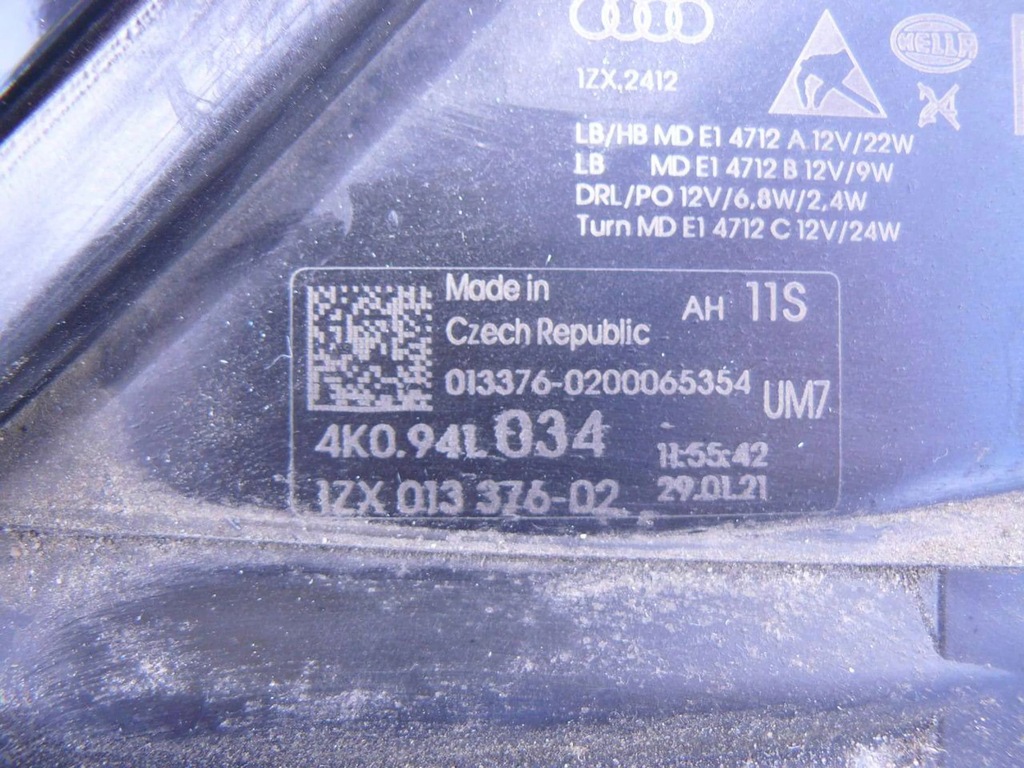 1ZX.2412
HELLA
LB/HB MD E1 4712 A 12V/22W
LB MD E1 4712 B 12V/9W
DRL/PO 12V/6,8W/2,4W
Turn MD E1 4712 C 12V/24W
Made in
Czech Republic
AH 11S
013376-0200065354
UM7
4K0.941 034
11:55:42
1ZX 013 376-02
29.01.21